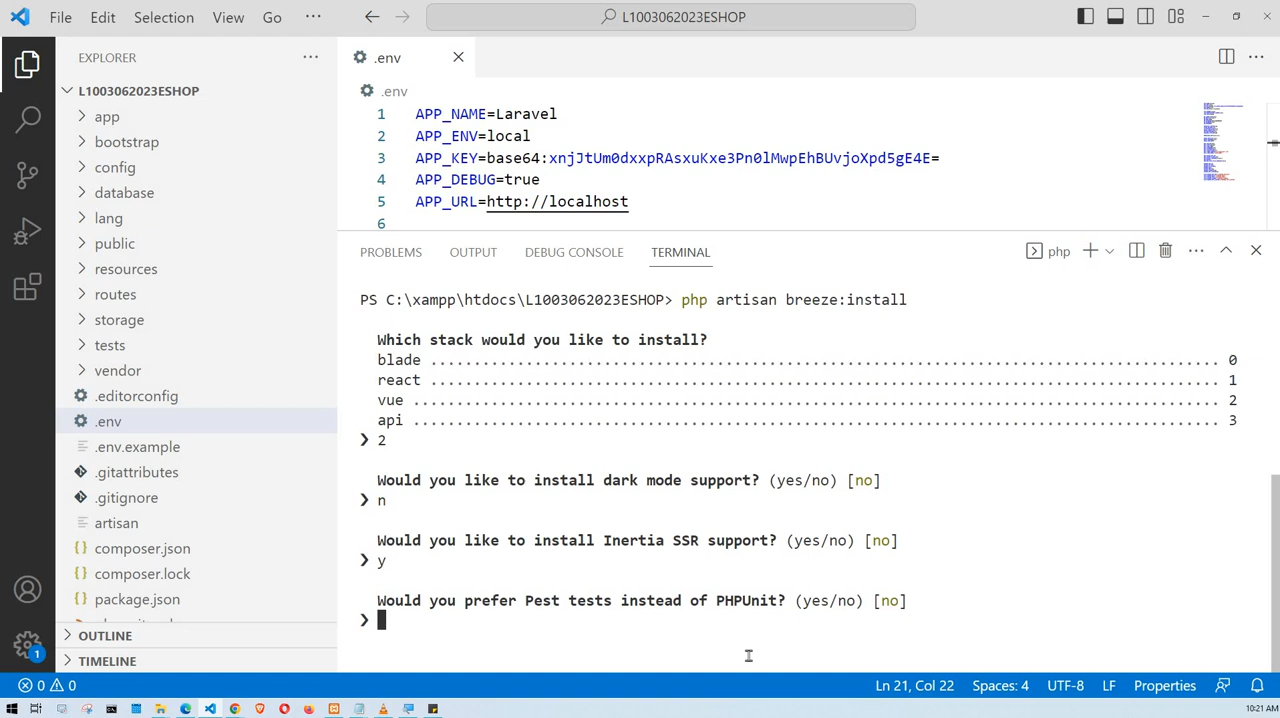 File Edit Selection View Go ··· L1003062023ESHOP
EXPLORER ···
L1003062023ESHOP
app
bootstrap
config
database
lang
public
resources
routes
storage
tests
vendor
.editorconfig
.env
.env.example
.gitattributes
.gitignore
artisan
composer.json
composer.lock
package.json
OUTLINE
TIMELINE
1
.env
.env
1 APP_NAME=Laravel
2 APP_ENV=local
3 APP_KEY=base64:xnjJtUm0dxxpRAsxuKxe3Pn0lMwpEhBUvjoXpd5gE4E=
4 APP_DEBUG=true
5 APP_URL=http://localhost
6
PROBLEMS OUTPUT DEBUG CONSOLE TERMINAL php
PS C:\xampp\htdocs\L1003062023ESHOP> php artisan breeze:install
Which stack would you like to install?
blade ........................................................................................... 0
react ........................................................................................... 1
vue ............................................................................................. 2
api ............................................................................................. 3
❯ 2
Would you like to install dark mode support? (yes/no) [no]
❯ n
Would you like to install Inertia SSR support? (yes/no) [no]
❯ y
Would you prefer Pest tests instead of PHPUnit? (yes/no) [no]
❯
0 0 Ln 21, Col 22 Spaces: 4 UTF-8 LF Properties
10:21 AM